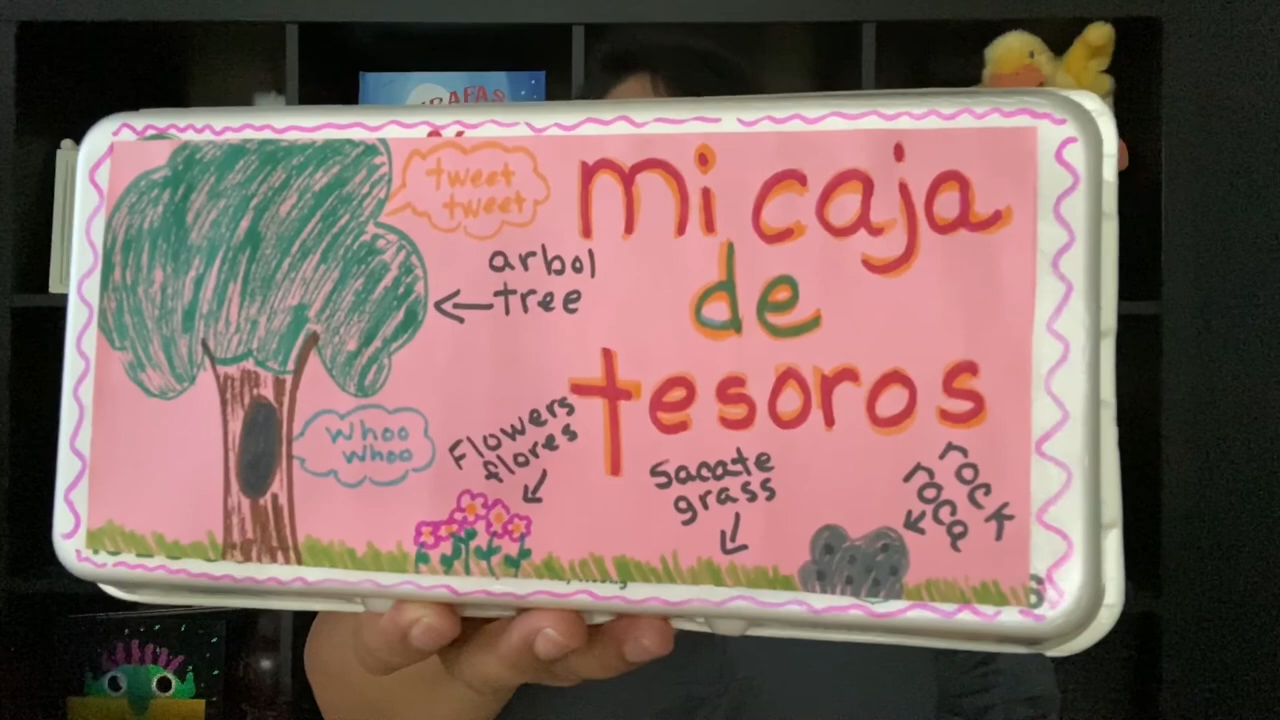 tweet
tweet
mi caja
de
tesoros
arbol
tree
whoo
whoo
Flowers
flores
Sacate
grass
rock
roca